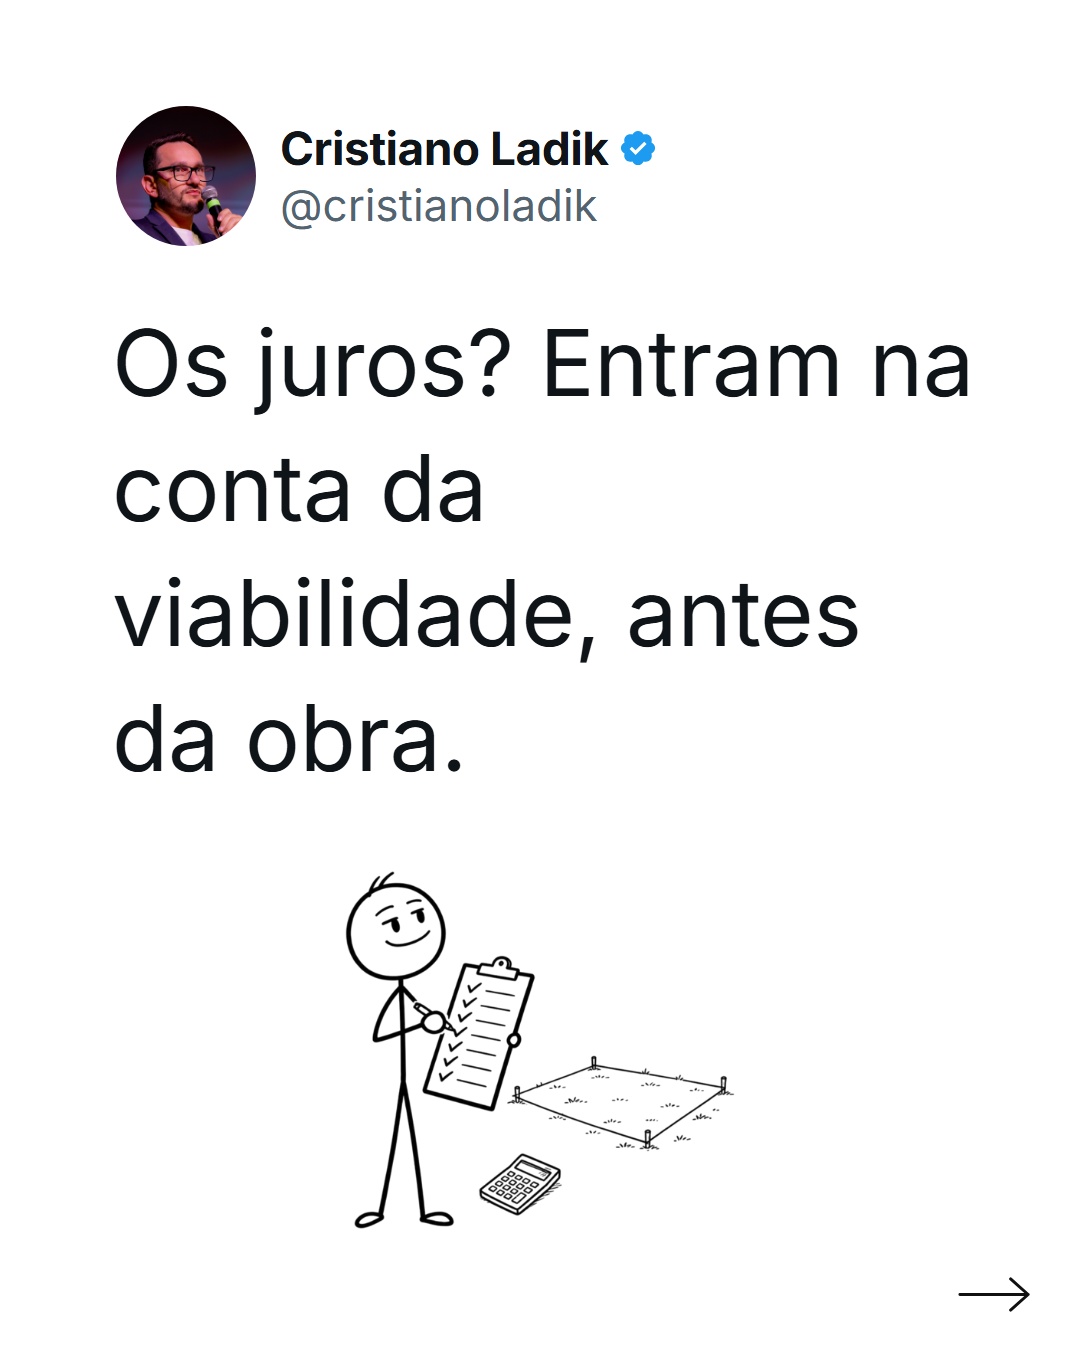 Cristiano Ladik
@cristianoladik
Os juros? Entram na
conta da
viabilidade, antes
da obra.